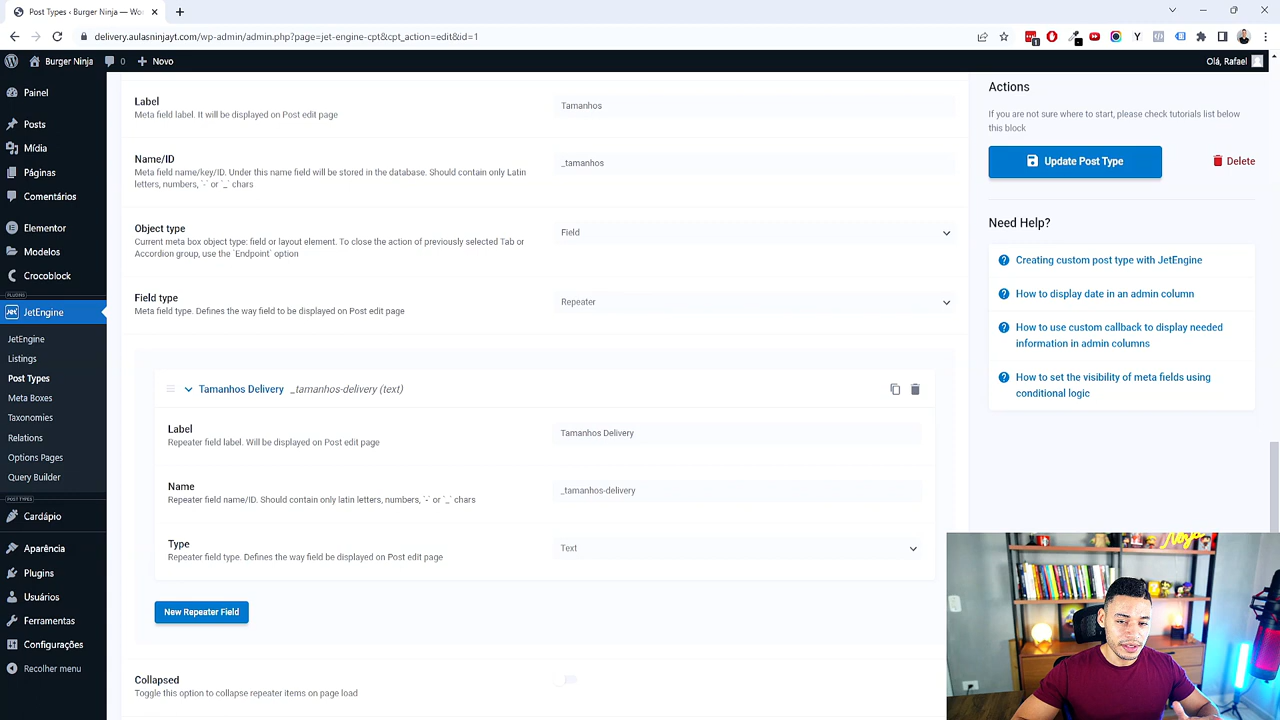 Post Types ‹ Burger Ninja — Wo
delivery.aulasninjayt.com/wp-admin/admin.php?page=jet-engine-cpt&cpt_action=edit&id=1
Burger Ninja
0
Novo
Olá, Rafael
Painel
Posts
Mídia
Páginas
Comentários
Elementor
Modelos
Crocoblock
PLUGINS
JetEngine
JetEngine
Listings
Post Types
Meta Boxes
Taxonomies
Relations
Options Pages
Query Builder
POST TYPES
Cardápio
Aparência
Plugins
Usuários
Ferramentas
Configurações
Recolher menu
Label
Meta field label. It will be displayed on Post edit page
Tamanhos
Name/ID
Meta field name/key/ID. Under this name field will be stored in the database. Should contain only Latin
letters, numbers, `-` or `_` chars
_tamanhos
Object type
Current meta box object type: field or layout element. To close the action of previously selected Tab or
Accordion group, use the `Endpoint` option
Field
Field type
Meta field type. Defines the way field to be displayed on Post edit page
Repeater
Tamanhos Delivery _tamanhos-delivery (text)
Label
Repeater field label. Will be displayed on Post edit page
Tamanhos Delivery
Name
Repeater field name/ID. Should contain only latin letters, numbers, `-` or `_` chars
_tamanhos-delivery
Type
Repeater field type. Defines the way field be displayed on Post edit page
Text
New Repeater Field
Collapsed
Toggle this option to collapse repeater items on page load
Actions
If you are not sure where to start, please check tutorials list below
this block
Update Post Type
Delete
Need Help?
Creating custom post type with JetEngine
How to display date in an admin column
How to use custom callback to display needed
information in admin columns
How to set the visibility of meta fields using
conditional logic